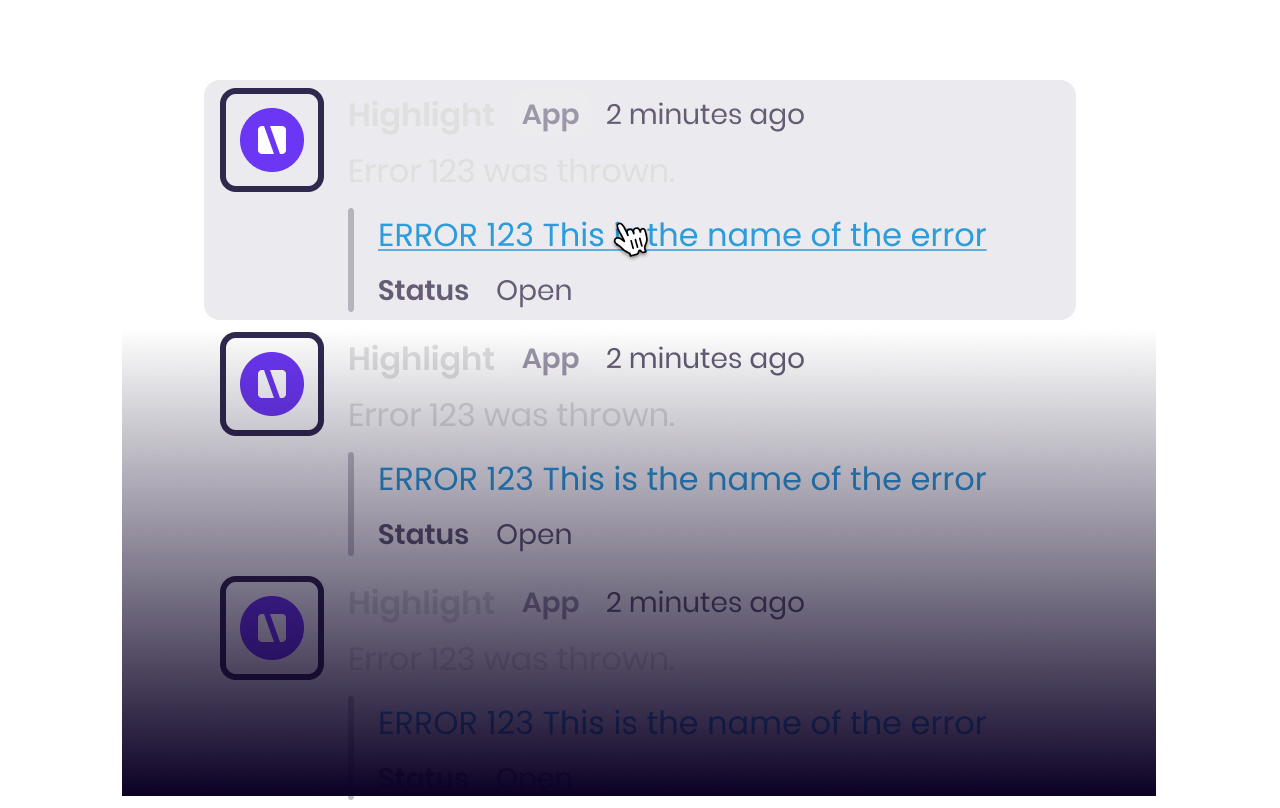 Highlight App 2 minutes ago
Error 123 was thrown.
ERROR 123 This the name of the error
Status Open
Highlight App 2 minutes ago
Error 123 was thrown.
ERROR 123 This is the name of the error
Status Open
Highlight App 2 minutes ago
Error 123 was thrown.
ERROR 123 This is the name of the error
Status Open